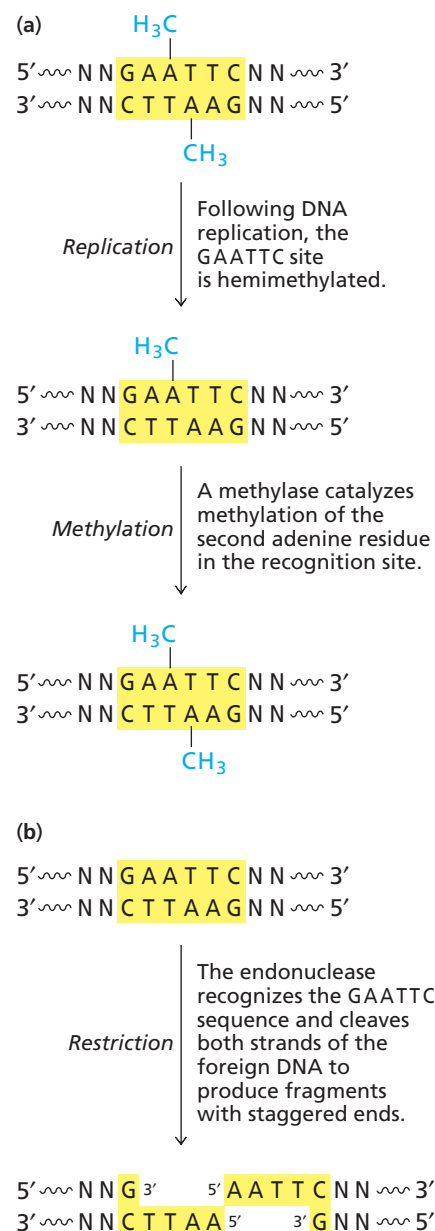 (a)
H₃C
5′ N N G A A T T C N N 3′
3′ N N C T T A A G N N 5′
CH₃
Replication
Following DNA
replication, the
GAATTC site
is hemimethylated.
H₃C
5′ N N G A A T T C N N 3′
3′ N N C T T A A G N N 5′
Methylation
A methylase catalyzes
methylation of the
second adenine residue
in the recognition site.
H₃C
5′ N N G A A T T C N N 3′
3′ N N C T T A A G N N 5′
CH₃
(b)
5′ N N G A A T T C N N 3′
3′ N N C T T A A G N N 5′
Restriction
The endonuclease
recognizes the GAATTC
sequence and cleaves
both strands of the
foreign DNA to
produce fragments
with staggered ends.
5′ N N G 3′ 5′ A A T T C N N 3′
3′ N N C T T A A 5′ 3′ G N N 5′